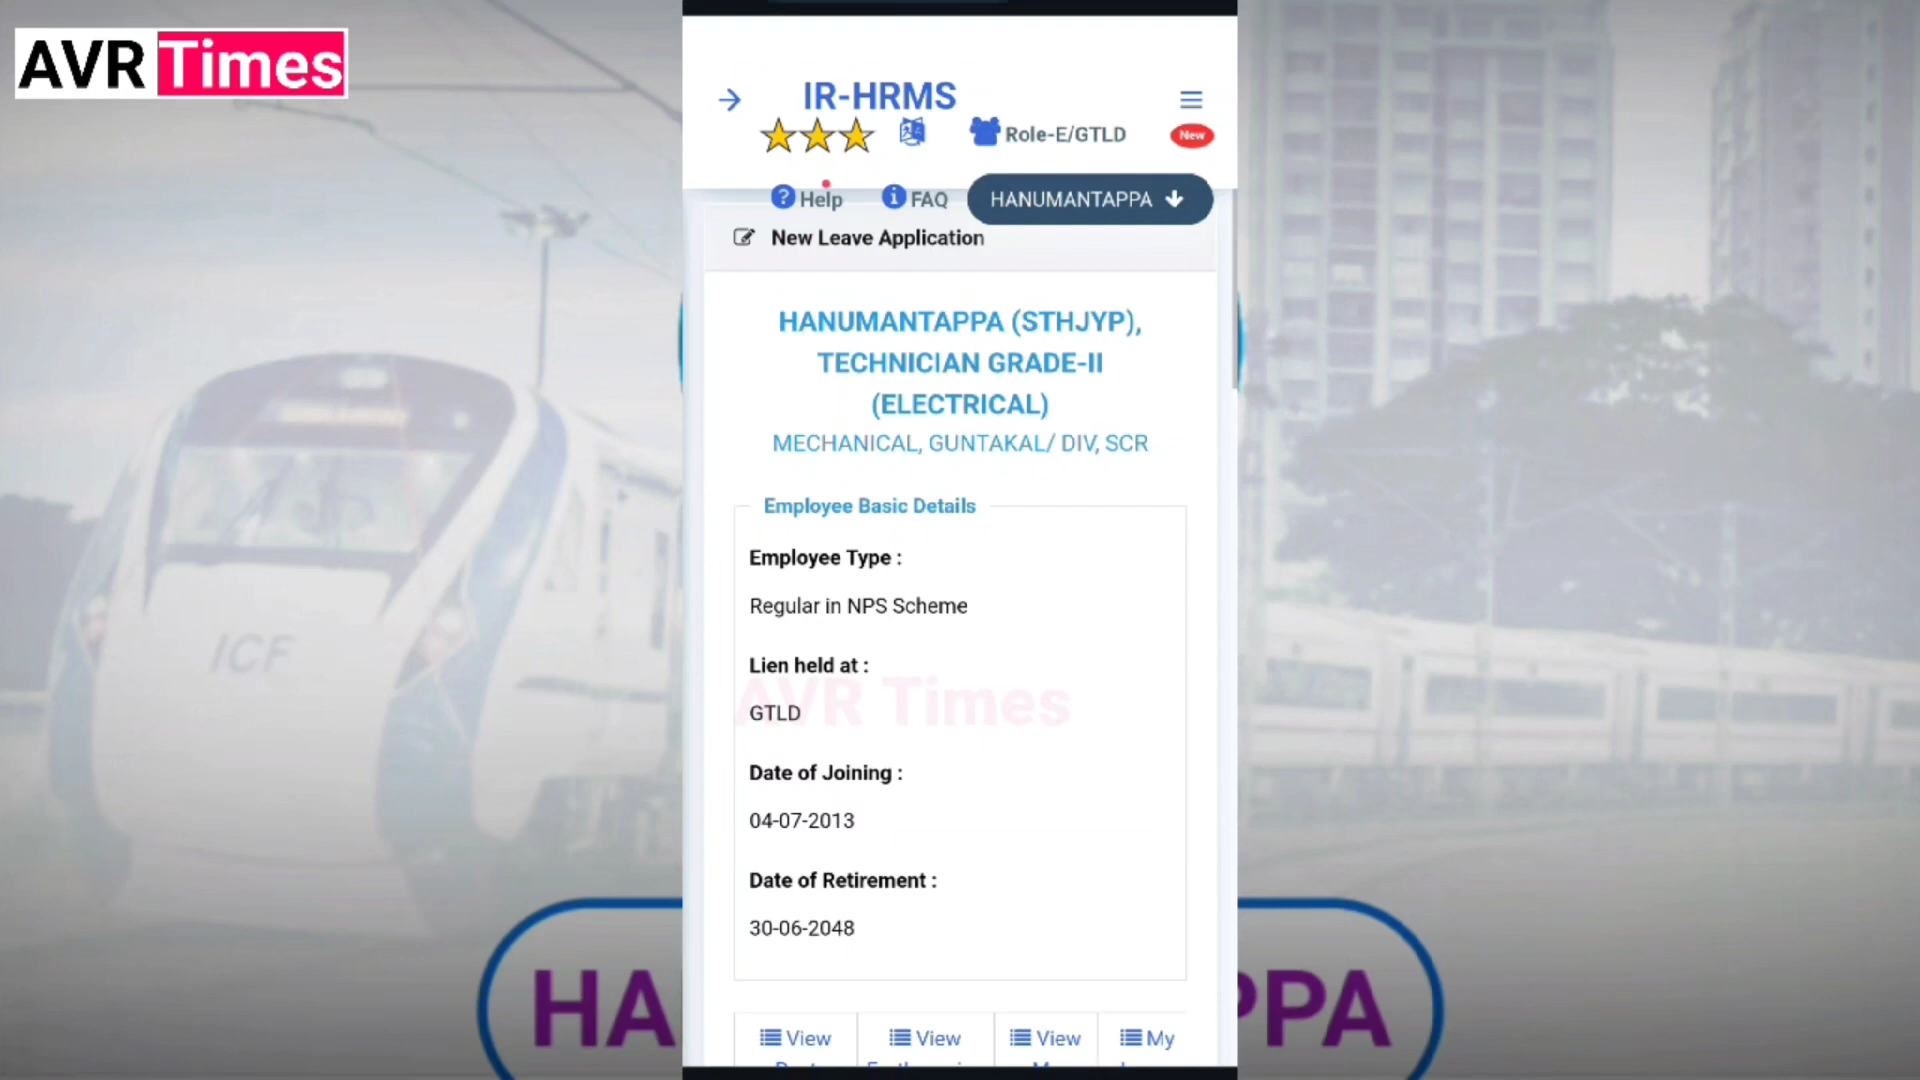 AVR Times
IR-HRMS
Role-E/GTLD
New
Help
FAQ
HANUMANTAPPA
New Leave Application
HANUMANTAPPA (STHJYP),
TECHNICIAN GRADE-II
(ELECTRICAL)
MECHANICAL, GUNTAKAL/ DIV, SCR
Employee Basic Details
Employee Type :
Regular in NPS Scheme
Lien held at :
AVR Times
GTLD
Date of Joining :
04-07-2013
Date of Retirement :
30-06-2048
ICF
HA
PPA
View
View
View
My